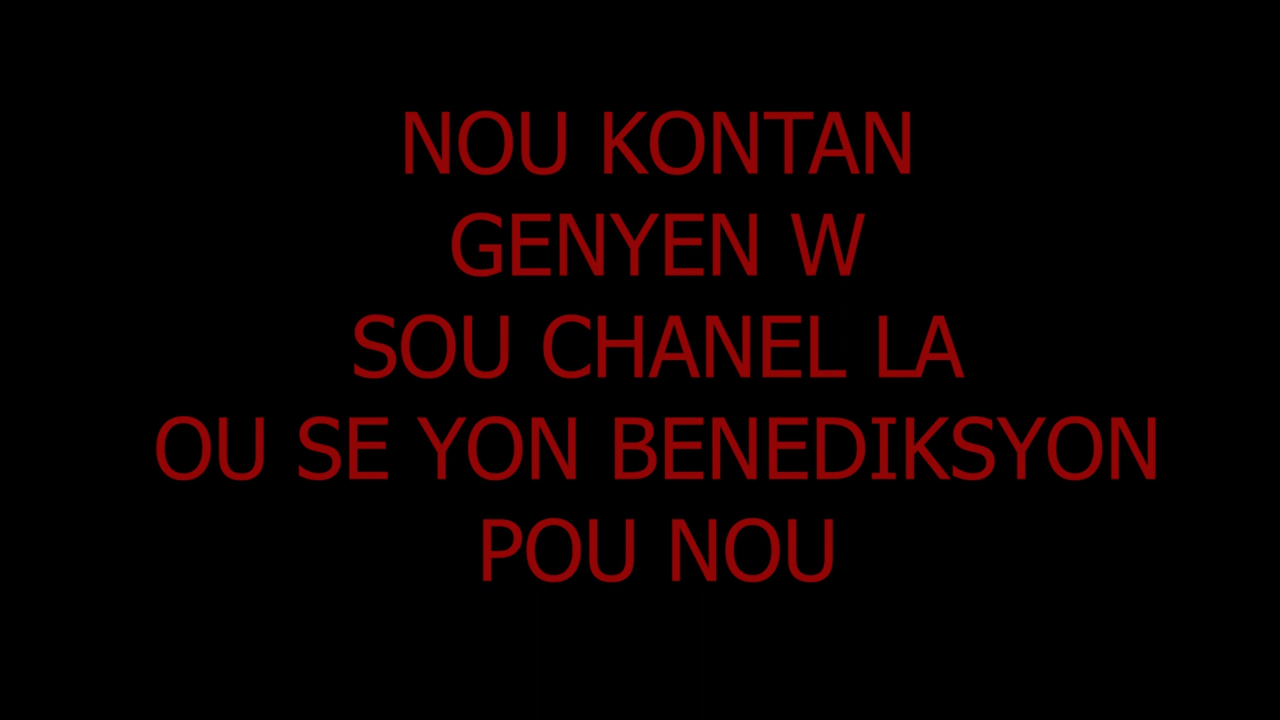 NOU KONTAN
GENYEN W
SOU CHANEL LA
OU SE YON BENEDIKSYON
POU NOU